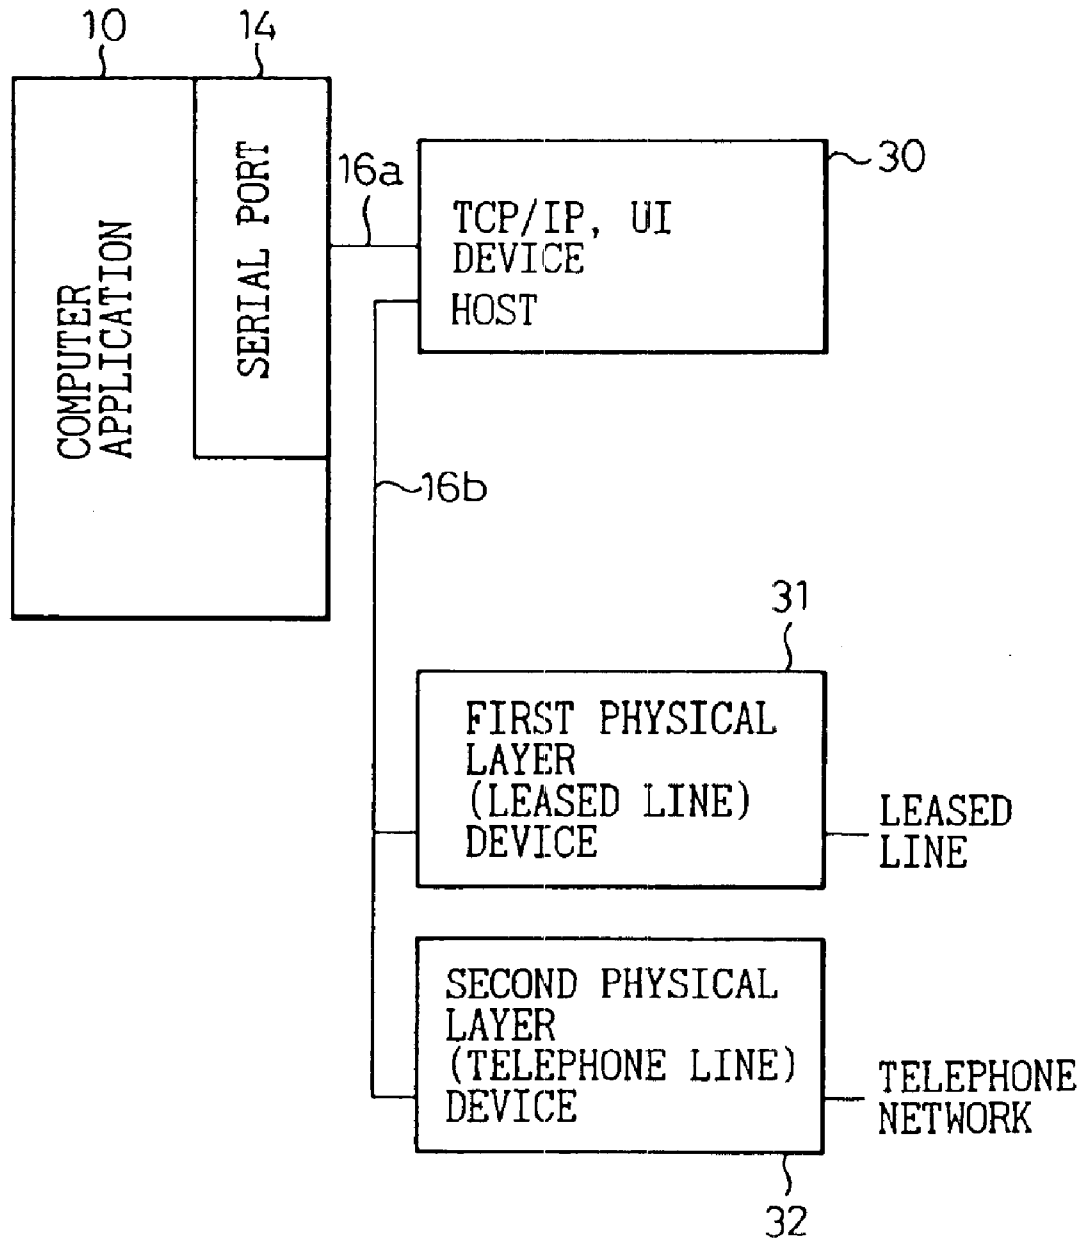 10
14
COMPUTER
APPLICATION
SERIAL PORT
16a
30
TCP/IP, UI
DEVICE
HOST
16b
31
FIRST PHYSICAL
LAYER
(LEASED LINE)
DEVICE
LEASED
LINE
SECOND PHYSICAL
LAYER
(TELEPHONE LINE)
DEVICE
TELEPHONE
NETWORK
32